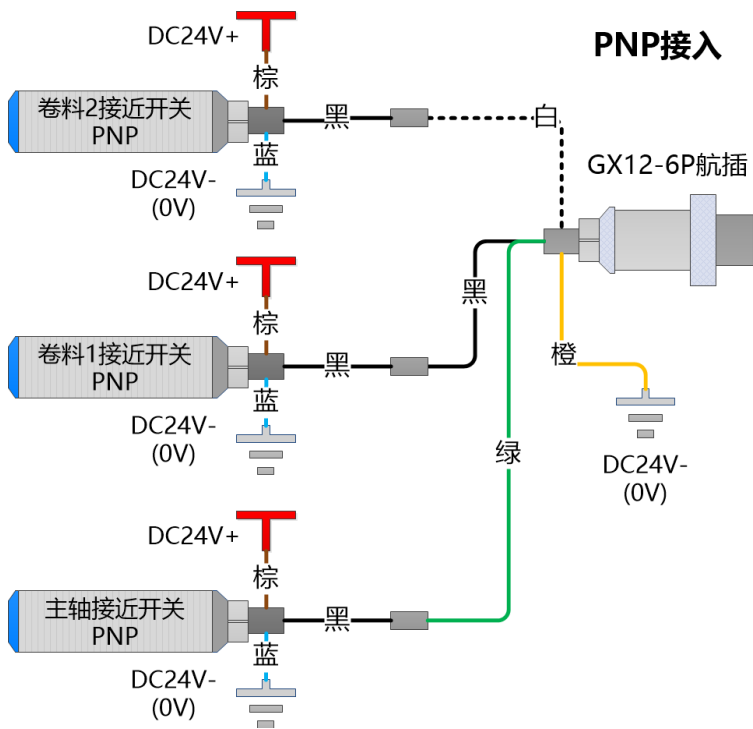 PNP接入
DC24V+
棕
卷料2接近开关
PNP
黑
白
蓝
DC24V-
(0V)
GX12-6P航插
DC24V+
棕
黑
卷料1接近开关
PNP
黑
橙
蓝
DC24V-
(0V)
绿
DC24V-
(0V)
DC24V+
棕
主轴接近开关
PNP
黑
蓝
DC24V-
(0V)